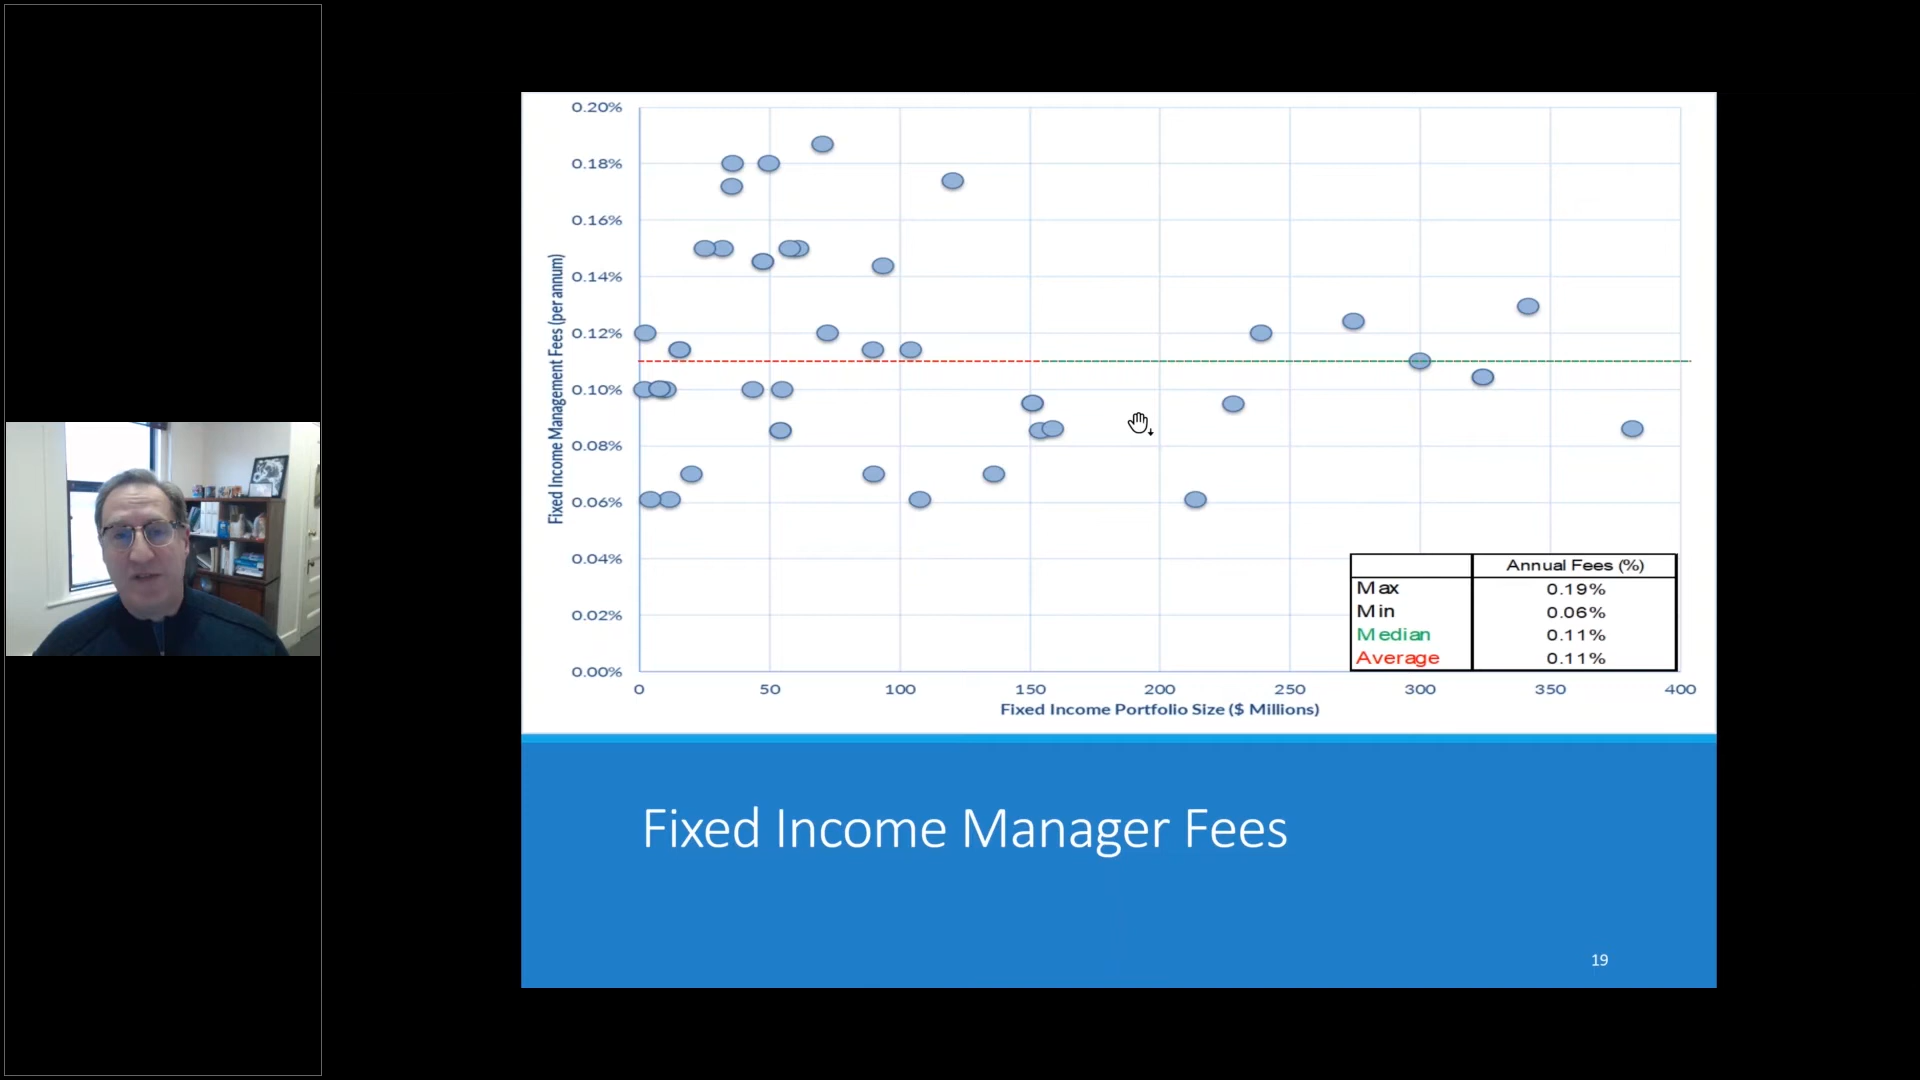 0.20%
0.18%
0.16%
0.14%
0.12%
0.10%
0.08%
0.06%
0.04%
0.02%
0.00%
Fixed Income Management Fees (per annum)
0 50 100 150 200 250 300 350 400
Fixed Income Portfolio Size ($ Millions)
Annual Fees (%)
Max 0.19%
Min 0.06%
Median 0.11%
Average 0.11%
Fixed Income Manager Fees
19